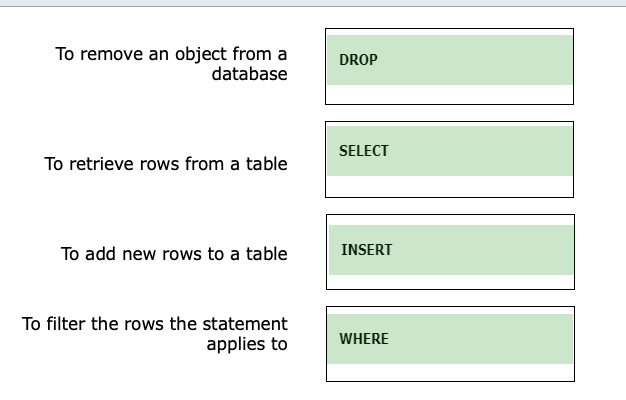 To remove an object from a
database
DROP
To retrieve rows from a table
SELECT
To add new rows to a table
INSERT
To filter the rows the statement
applies to
WHERE